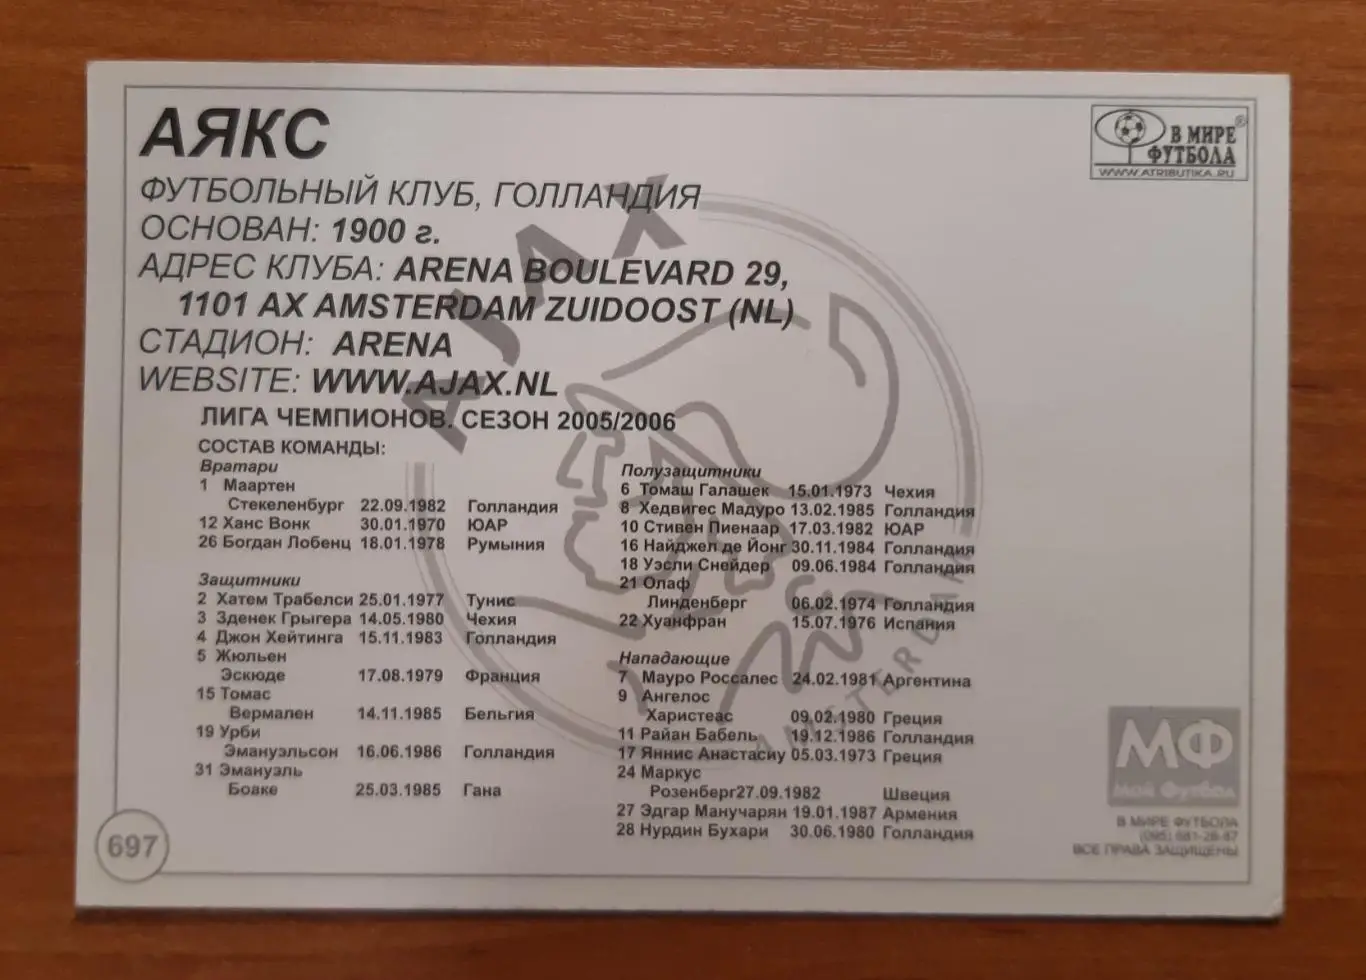 АЯКС
ФУТБОЛЬНЫЙ КЛУБ, ГОЛЛАНДИЯ
ОСНОВАН: 1900 г.
АДРЕС КЛУБА: ARENA BOULEVARD 29,
1101 AX AMSTERDAM ZUIDOOST (NL)
СТАДИОН: ARENA
WEBSITE: WWW.AJAX.NL
В МИРЕ ®
ФУТБОЛА
WWW.ATRIBUTIKA.RU
AJAX
AMSTERDAM
ЛИГА ЧЕМПИОНОВ. СЕЗОН 2005/2006
СОСТАВ КОМАНДЫ:
Вратари
1 Маартен
Стекеленбург 22.09.1982 Голландия
12 Ханс Вонк 30.01.1970 ЮАР
26 Богдан Лобенц 18.01.1978 Румыния
Защитники
2 Хатем Трабелси 25.01.1977 Тунис
3 Зденек Грыгера 14.05.1980 Чехия
4 Джон Хейтинга 15.11.1983 Голландия
5 Жюльен
Эскюде 17.08.1979 Франция
15 Томас
Вермален 14.11.1985 Бельгия
19 Урби
Эмануэльсон 16.06.1986 Голландия
31 Эмануэль
Боаке 25.03.1985 Гана
Полузащитники
6 Томаш Галашек 15.01.1973 Чехия
8 Хедвигес Мадуро 13.02.1985 Голландия
10 Стивен Пиенаар 17.03.1982 ЮАР
16 Найджел де Йонг 30.11.1984 Голландия
18 Уэсли Снейдер 09.06.1984 Голландия
21 Олаф
Линденберг 06.02.1974 Голландия
22 Хуанфран 15.07.1976 Испания
Нападающие
7 Мауро Россалес 24.02.1981 Аргентина
9 Ангелос
Харистеас 09.02.1980 Греция
11 Райан Бабель 19.12.1986 Голландия
17 Яннис Анастасиу 05.03.1973 Греция
24 Маркус
Розенберг 27.09.1982 Швеция
27 Эдгар Манучарян 19.01.1987 Армения
28 Нурдин Бухари 30.06.1980 Голландия
МФ
Мой Футбол
В МИРЕ ФУТБОЛА
(095) 681-28-87
ВСЕ ПРАВА ЗАЩИЩЕНЫ
697